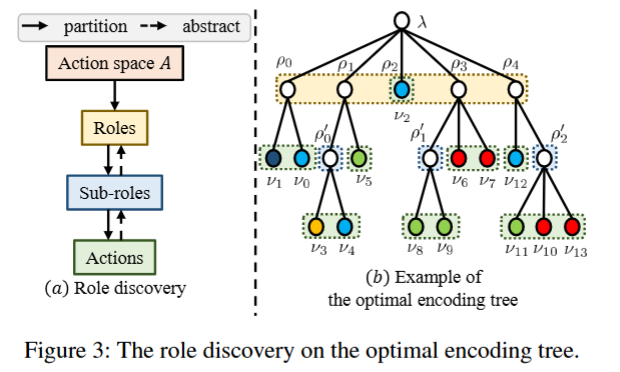 partition abstract
Action space A
Roles
Sub-roles
Actions
(a) Role discovery
λ
ρ0 ρ1 ρ2 ρ3 ρ4
ν2
ρ′0 ρ′1 ρ′2
ν1 ν0 ν5 ν6 ν7 ν12
ν3 ν4 ν8 ν9 ν11 ν10 ν13
(b) Example of
the optimal encoding tree
Figure 3: The role discovery on the optimal encoding tree.